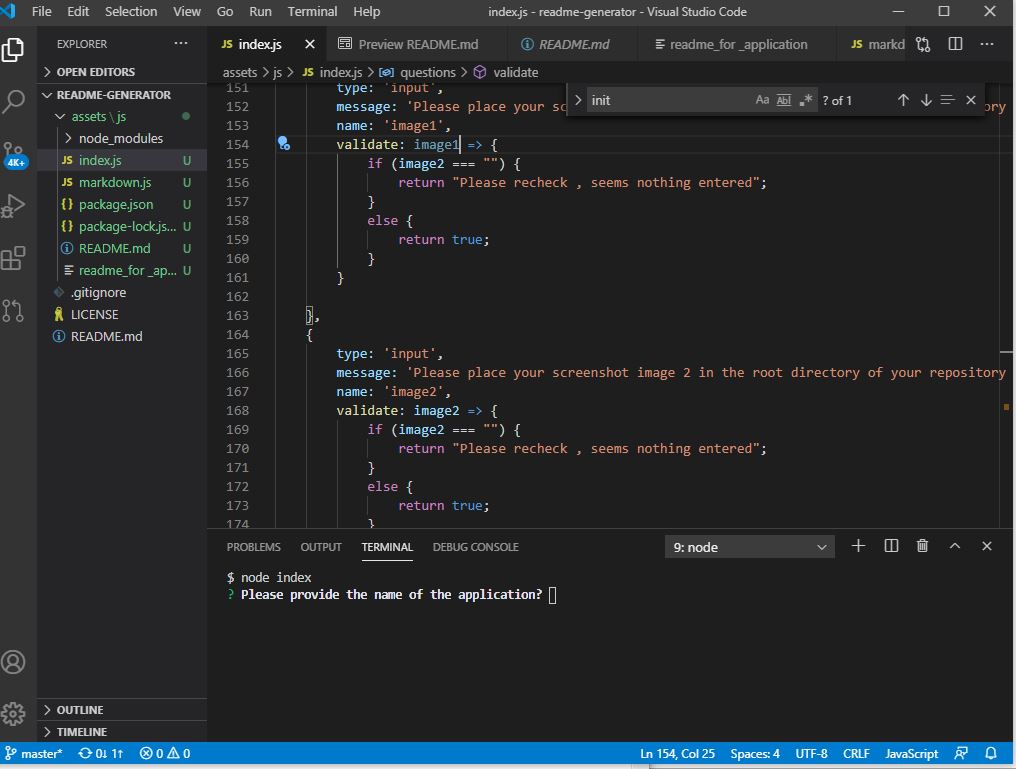 File Edit Selection View Go Run Terminal Help index.js - readme-generator - Visual Studio Code
EXPLORER
OPEN EDITORS
README-GENERATOR
assets \ js
node_modules
JS index.js U
JS markdown.js U
{} package.json U
{} package-lock.js... U
README.md U
readme_for _ap... U
.gitignore
LICENSE
README.md
OUTLINE
TIMELINE
4K+
JS index.js Preview README.md README.md readme_for _application JS markd
assets > js > JS index.js > questions > validate
init Aa Abl .* ? of 1
151 type: 'input',
152 message: 'Please place your sc ory
153 name: 'image1',
154 validate: image1 => {
155 if (image2 === "") {
156 return "Please recheck , seems nothing entered";
157 }
158 else {
159 return true;
160 }
161 }
162
163 },
164 {
165 type: 'input',
166 message: 'Please place your screenshot image 2 in the root directory of your repository
167 name: 'image2',
168 validate: image2 => {
169 if (image2 === "") {
170 return "Please recheck , seems nothing entered";
171 }
172 else {
173 return true;
174 }
PROBLEMS OUTPUT TERMINAL DEBUG CONSOLE 9: node
$ node index
? Please provide the name of the application?
master* 0↓ 1↑ 0 0 Ln 154, Col 25 Spaces: 4 UTF-8 CRLF JavaScript